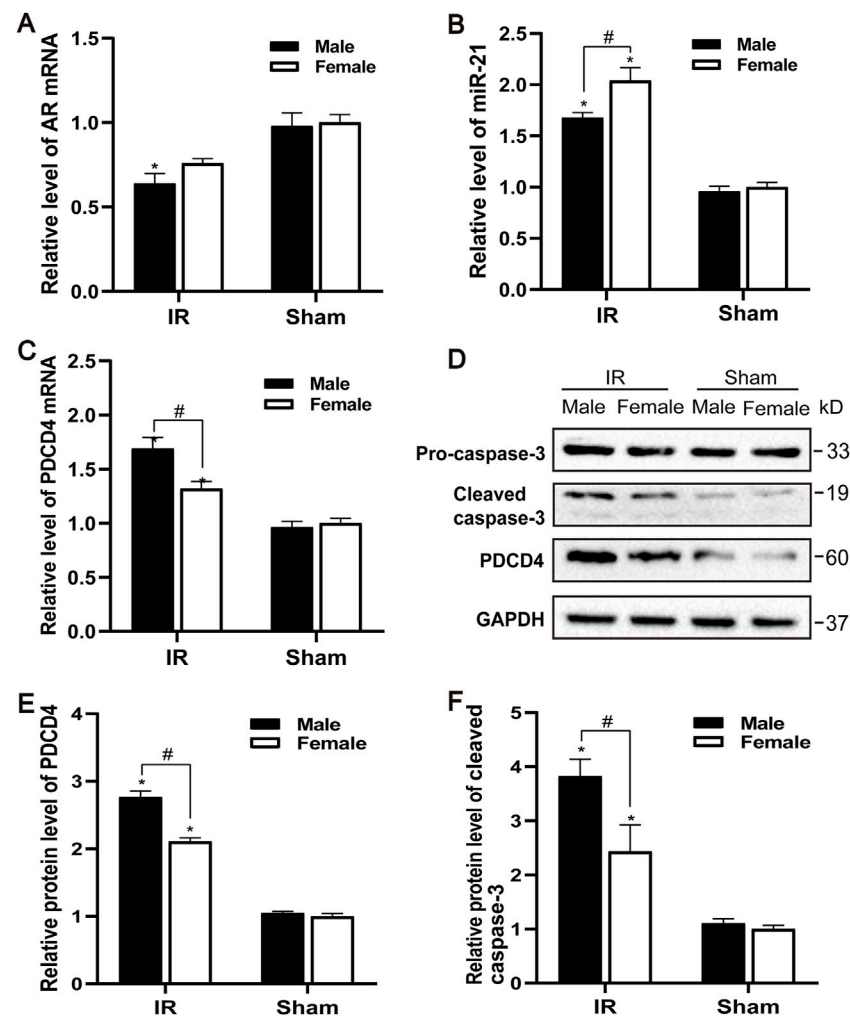 A
Relative level of AR mRNA
1.5
1.0
0.5
0.0
Male
Female
*
IR
Sham
B
Relative level of miR-21
2.5
2.0
1.5
1.0
0.5
0.0
Male
Female
#
*
*
IR
Sham
C
Relative level of PDCD4 mRNA
2.5
2.0
1.5
1.0
0.5
0.0
Male
Female
#
*
*
IR
Sham
D
IR Sham
Male Female Male Female kD
Pro-caspase-3 -33
Cleaved -19
caspase-3
PDCD4 -60
GAPDH -37
E
Relative protein level of PDCD4
4
3
2
1
0
Male
Female
#
*
*
IR
Sham
F
Relative protein level of cleaved
caspase-3
5
4
3
2
1
0
Male
Female
#
*
*
IR
Sham